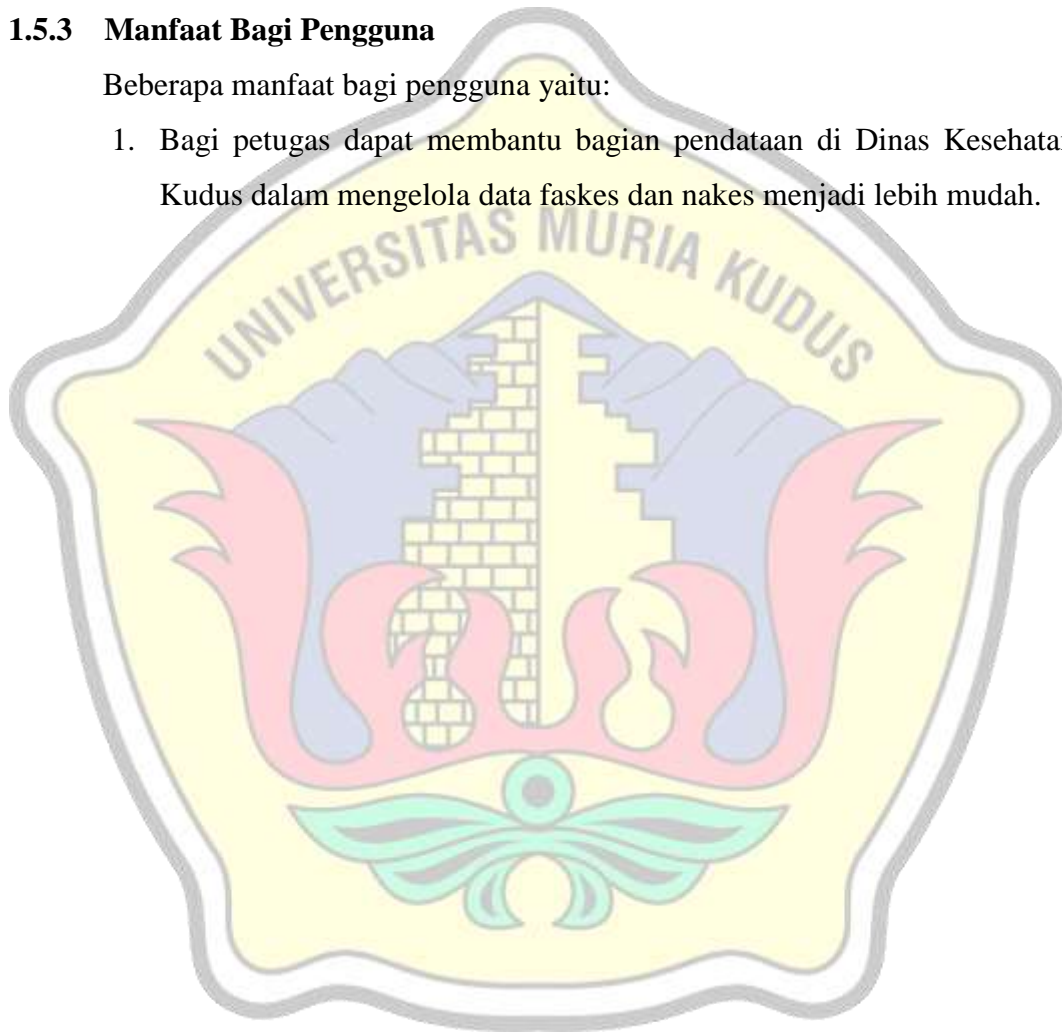 1.5.3 Manfaat Bagi Pengguna
Beberapa manfaat bagi pengguna yaitu:
1. Bagi petugas dapat membantu bagian pendataan di Dinas Kesehata
Kudus dalam mengelola data faskes dan nakes menjadi lebih mudah.
UNIVERSITAS MURIA KUDUS